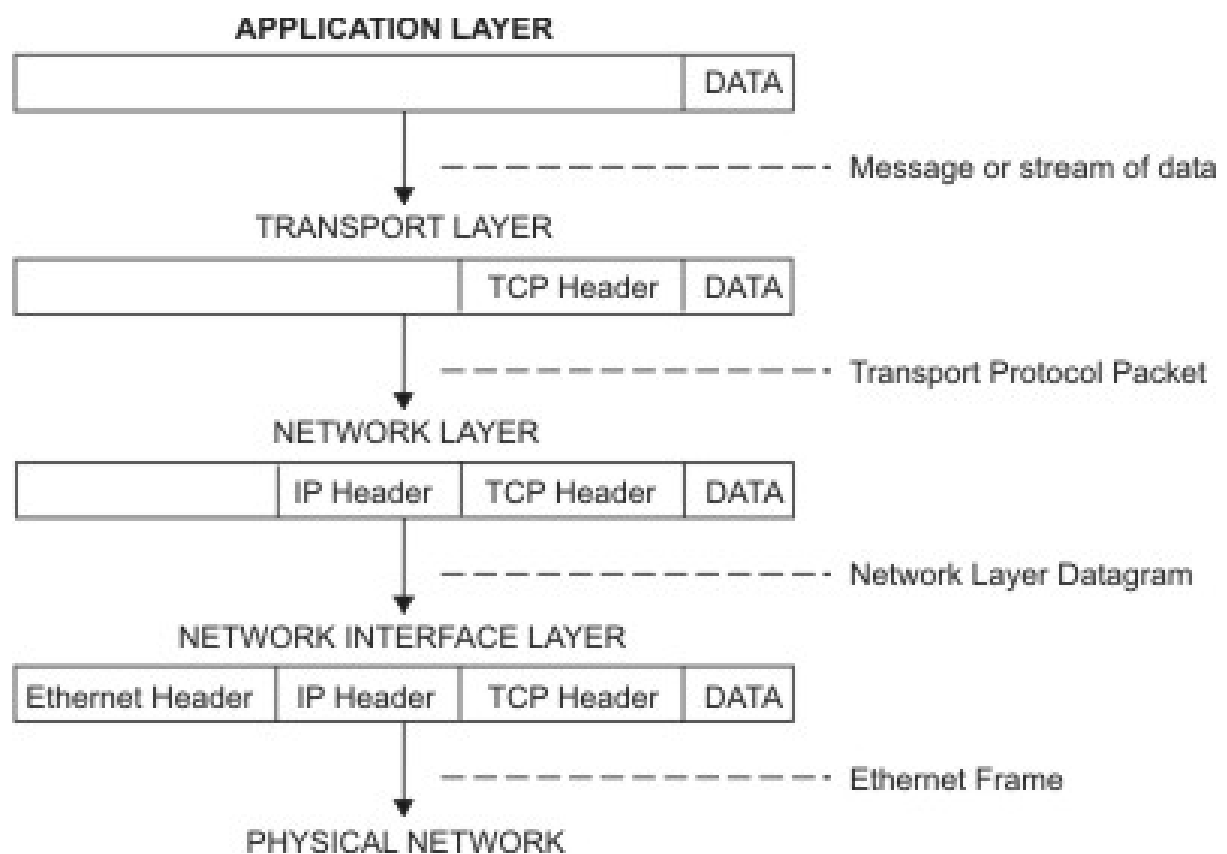 APPLICATION LAYER
DATA
Message or stream of data
TRANSPORT LAYER
TCP Header DATA
Transport Protocol Packet
NETWORK LAYER
IP Header TCP Header DATA
Network Layer Datagram
NETWORK INTERFACE LAYER
Ethernet Header IP Header TCP Header DATA
Ethernet Frame
PHYSICAL NETWORK